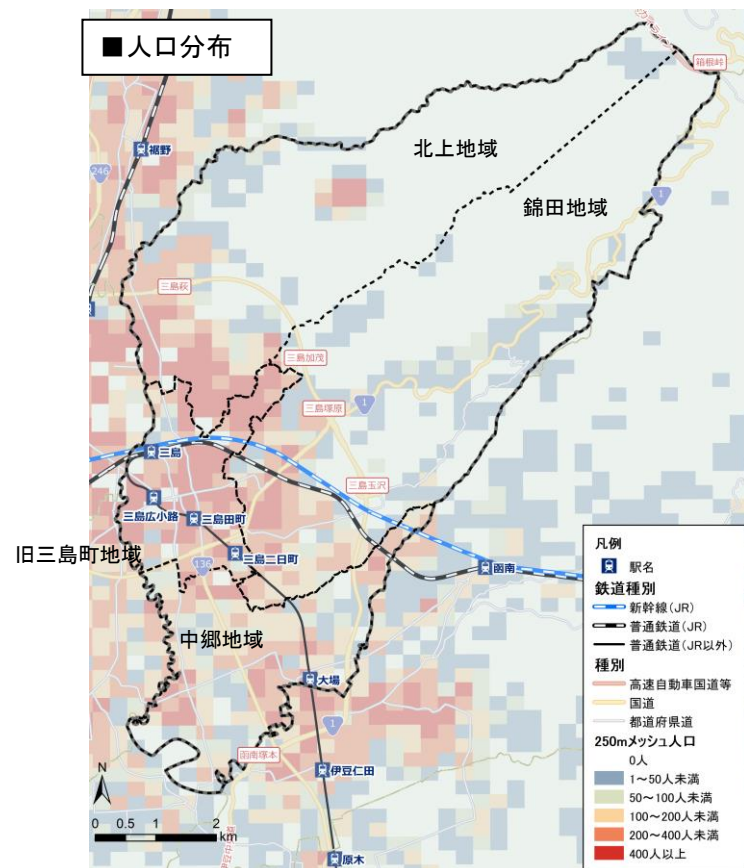 ■人口分布
箱根峠
裾野
246
北上地域
錦田地域
1
三島萩
三島加茂
三島塚原
1
三島
三島玉沢
三島広小路
三島田町
旧三島町地域
三島二日町
函南
136
中郷地域
大場
1
函南塚本
伊豆仁田
原木
N
0 0.5 1 2
km
凡例
駅名
鉄道種別
新幹線(JR)
普通鉄道(JR)
普通鉄道(JR以外)
種別
高速自動車国道等
国道
都道府県道
250mメッシュ人口
0人
1~50人未満
50~100人未満
100~200人未満
200~400人未満
400人以上